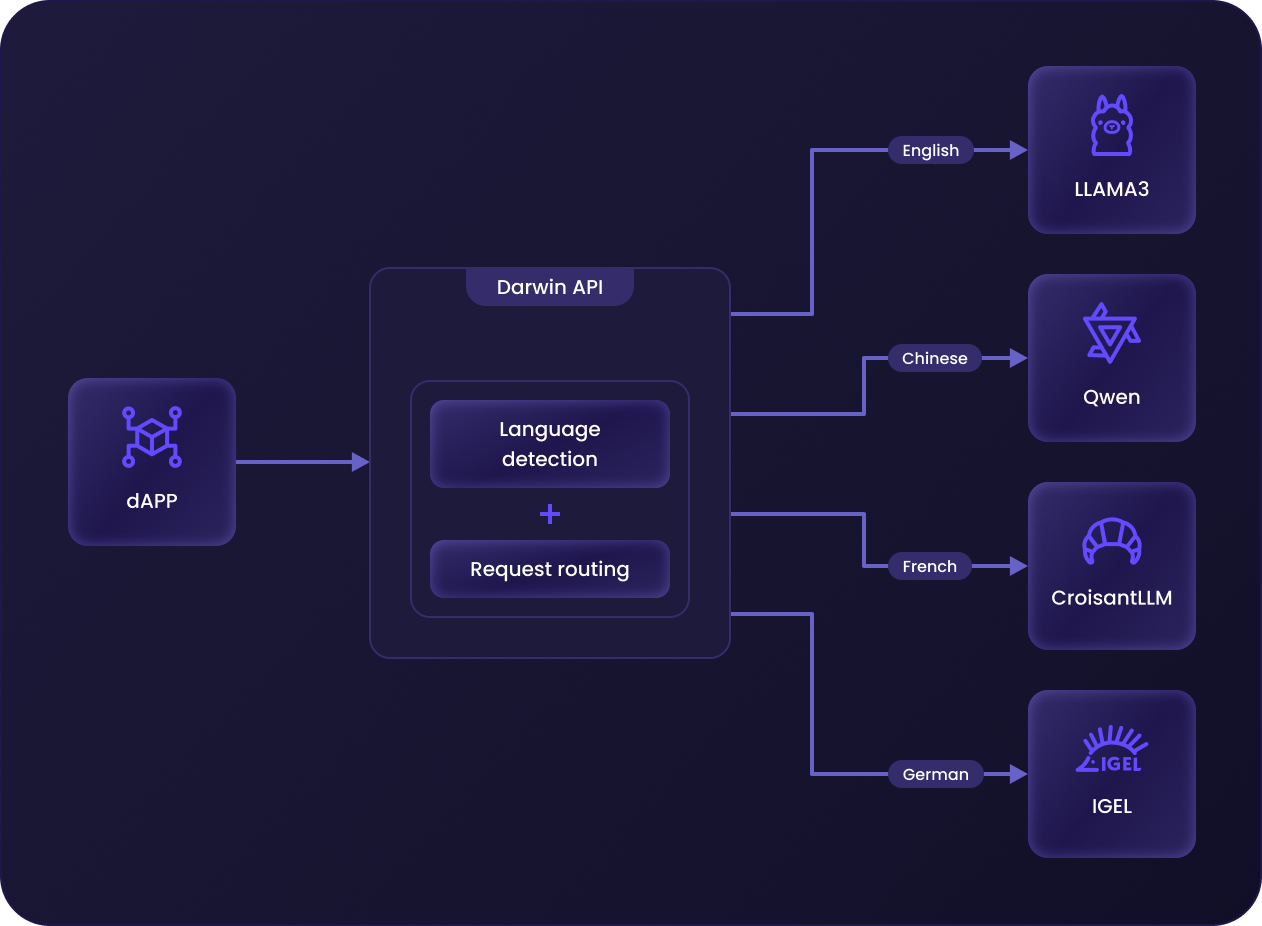 English
LLAMA3
Darwin API
Chinese
Qwen
Language
detection
dAPP
+
Request routing
French
CroisantLLM
German
IGEL
IGEL